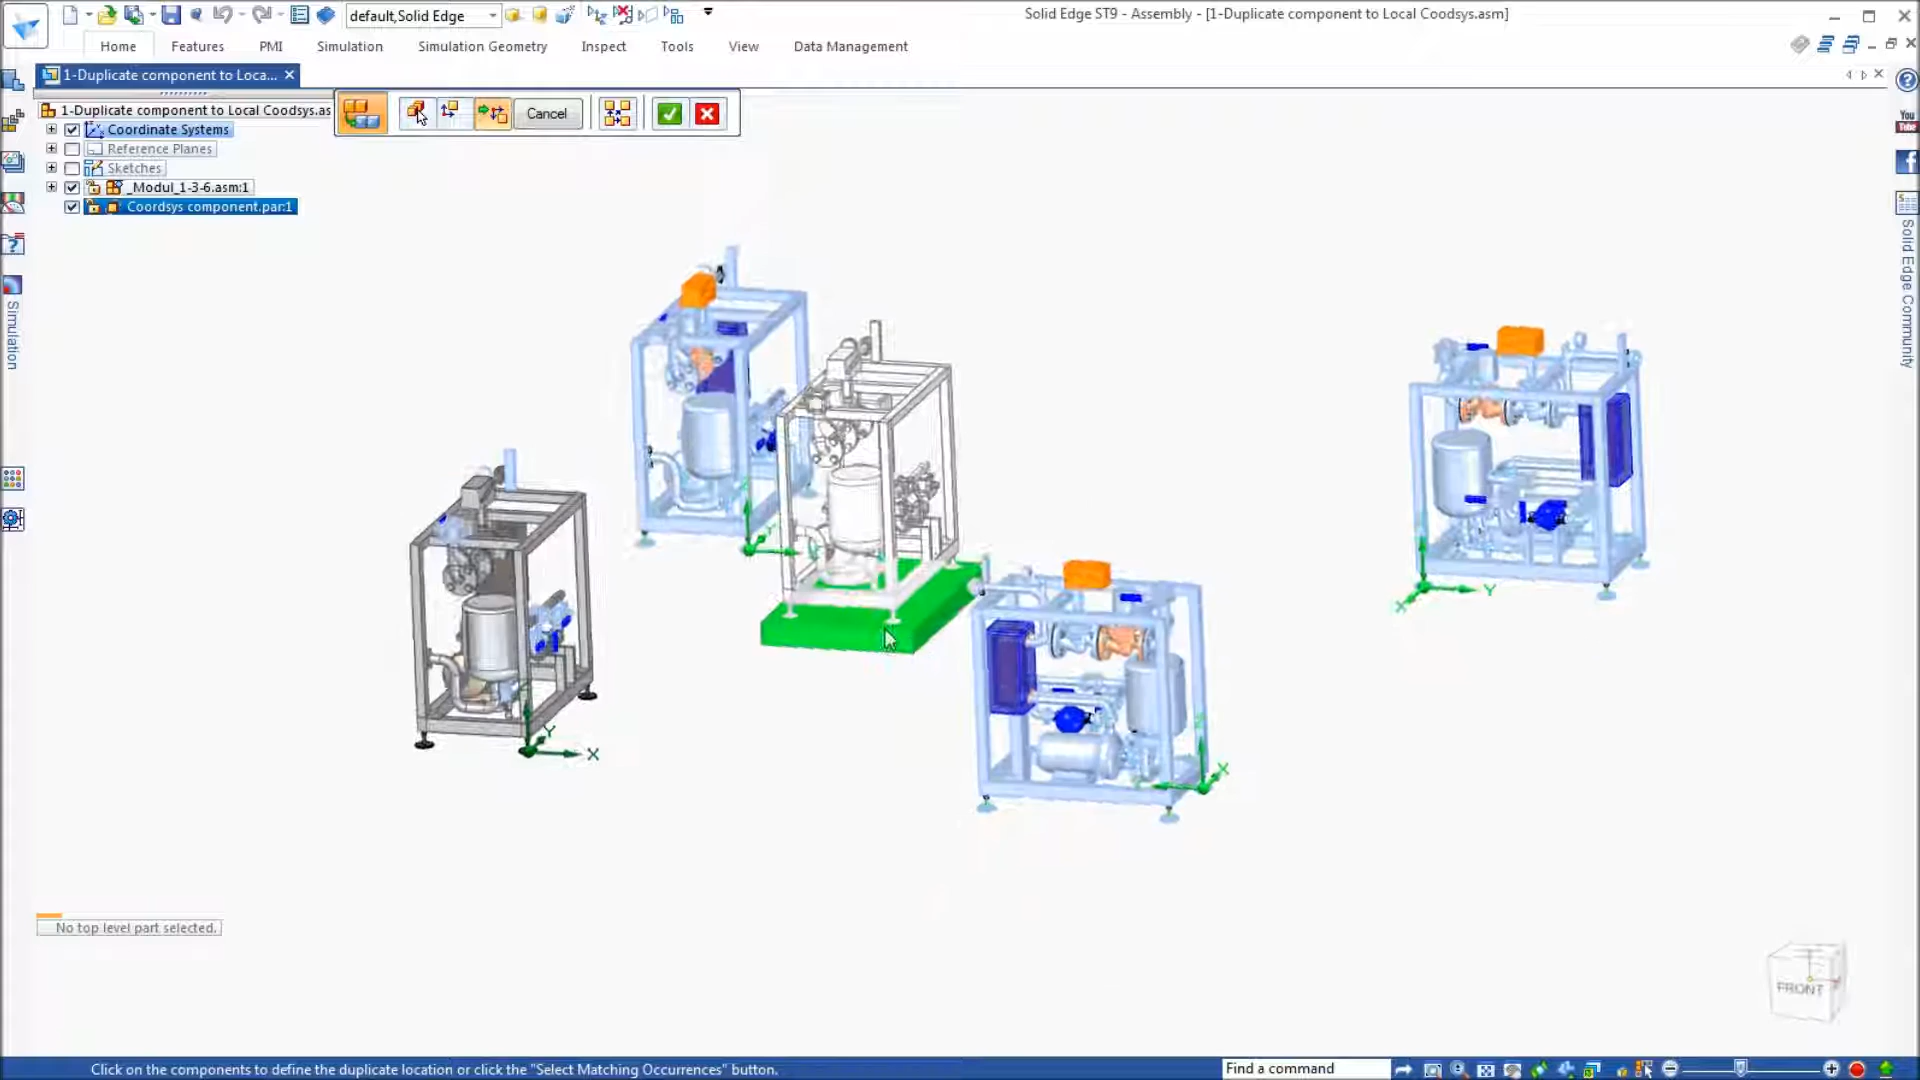 default,Solid Edge
Solid Edge ST9 - Assembly - [1-Duplicate component to Local Coodsys.asm]
Home
Features
PMI
Simulation
Simulation Geometry
Inspect
Tools
View
Data Management
1-Duplicate component to Loca...
1-Duplicate component to Local Coodsys.as
Cancel
Coordinate Systems
Reference Planes
Sketches
_Modul_1-3-6.asm:1
Coordsys component.par:1
You
Tube
Solid Edge Community
Simulation
X
Y
Z
Y
X
Y
X
X
No top level part selected.
FRONT
Click on the components to define the duplicate location or click the "Select Matching Occurrences" button.
Find a command